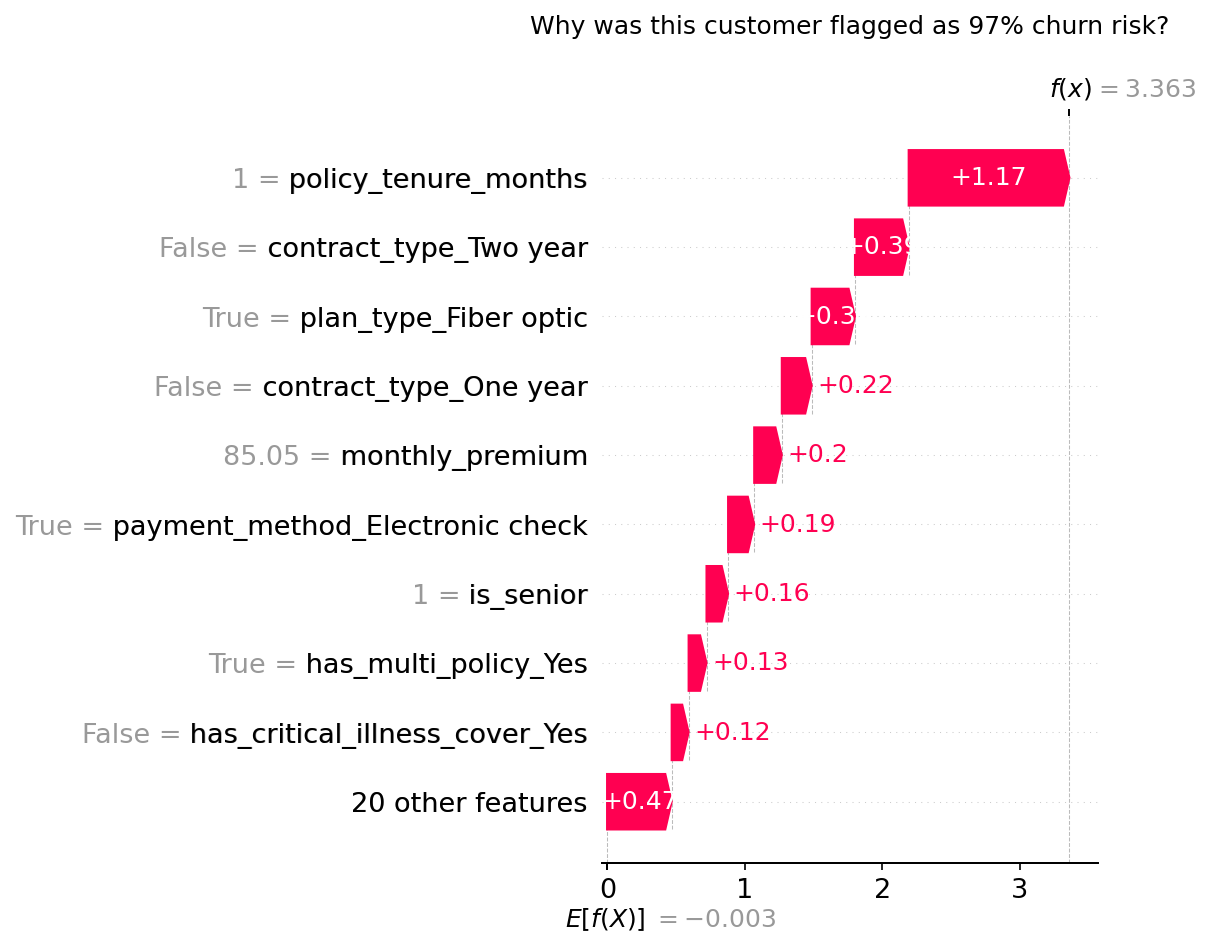 Why was this customer flagged as 97% churn risk?
f(x) = 3.363
1 = policy_tenure_months
+1.17
False = contract_type_Two year
+0.39
True = plan_type_Fiber optic
False = contract_type_One year
+0.22
85.05 = monthly_premium
+0.2
True = payment_method_Electronic check
+0.19
1 = is_senior
+0.16
True = has_multi_policy_Yes
+0.13
False = has_critical_illness_cover_Yes
+0.12
20 other features
+0.47
0 1 2 3
E[f(X)] = −0.003